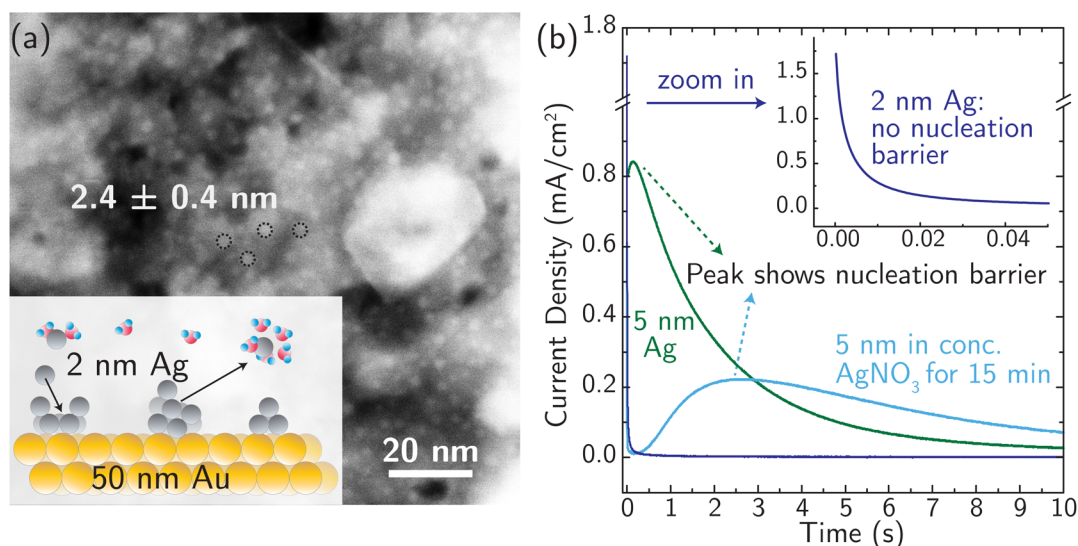 (a)
2.4 ± 0.4 nm
2 nm Ag
50 nm Au
20 nm
(b)
Current Density (mA/cm²)
1.8
0.8
0.6
0.4
0.2
0.0
zoom in
1.5
1.0
0.5
0.0
0.00
0.02
0.04
2 nm Ag:
no nucleation
barrier
Peak shows nucleation barrier
5 nm
Ag
5 nm in conc.
AgNO₃ for 15 min
0 1 2 3 4 5 6 7 8 9 10
Time (s)